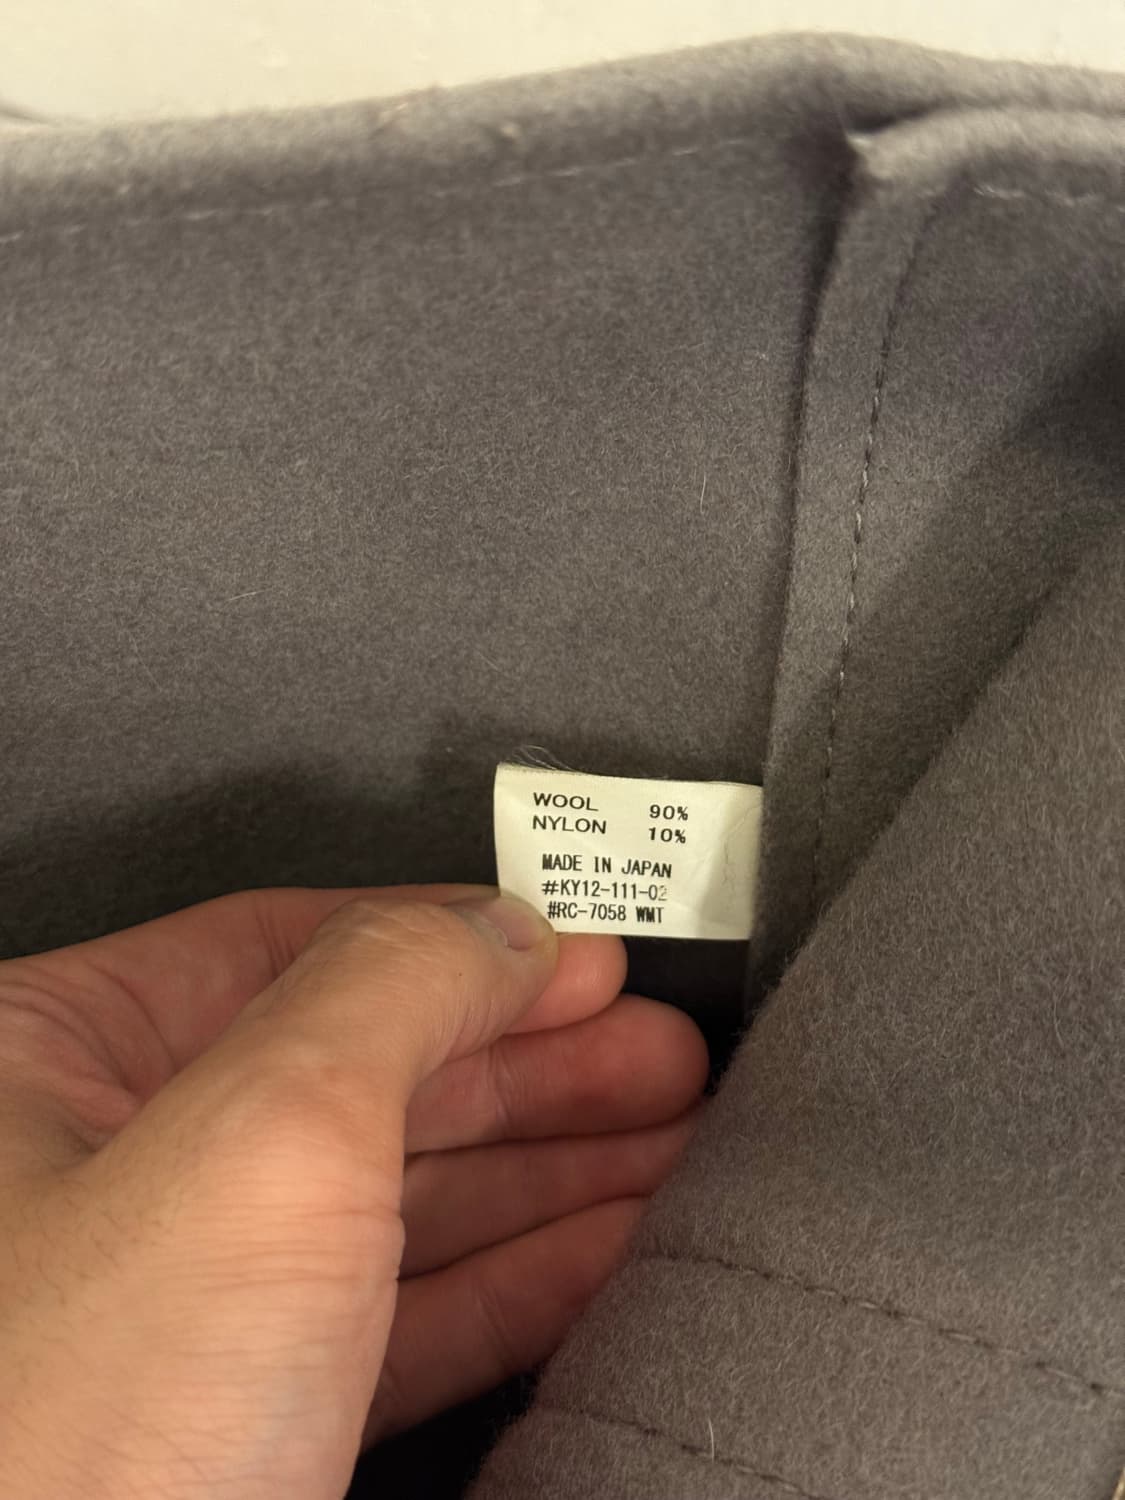 WOOL 90%
NYLON 10%
MADE IN JAPAN
#KY12-111-02
#RC-7058 WMT